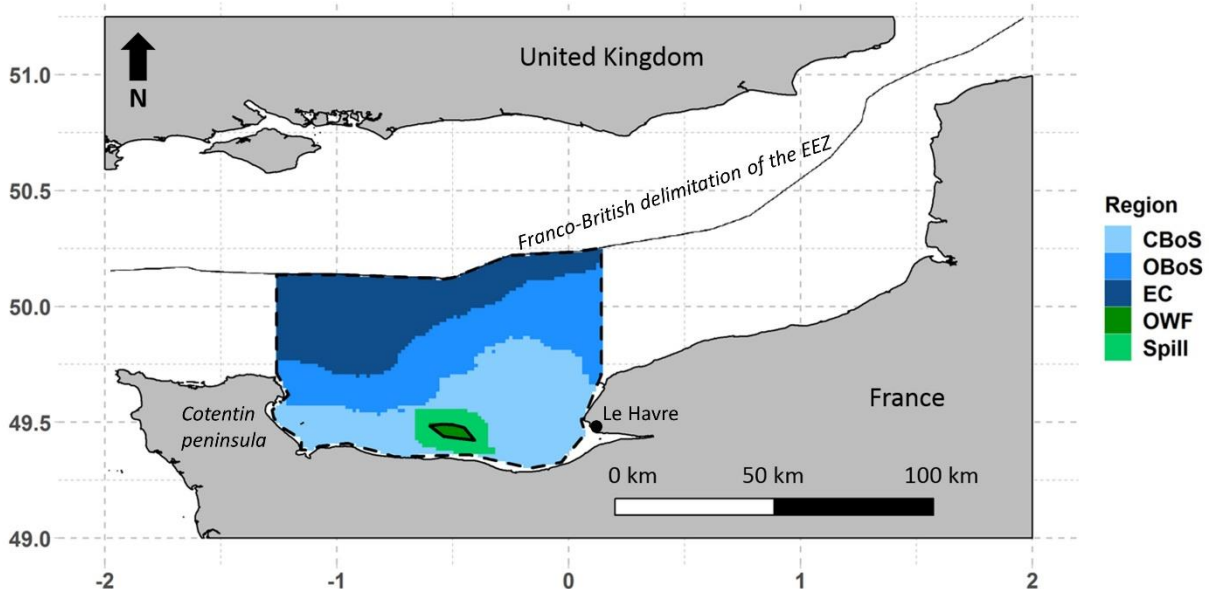 United Kingdom
N
Franco-British delimitation of the EEZ
Cotentin
peninsula
Le Havre
France
0 km 50 km 100 km
51.0
50.5
50.0
49.5
49.0
-2 -1 0 1 2
Region
CBoS
OBoS
EC
OWF
Spill